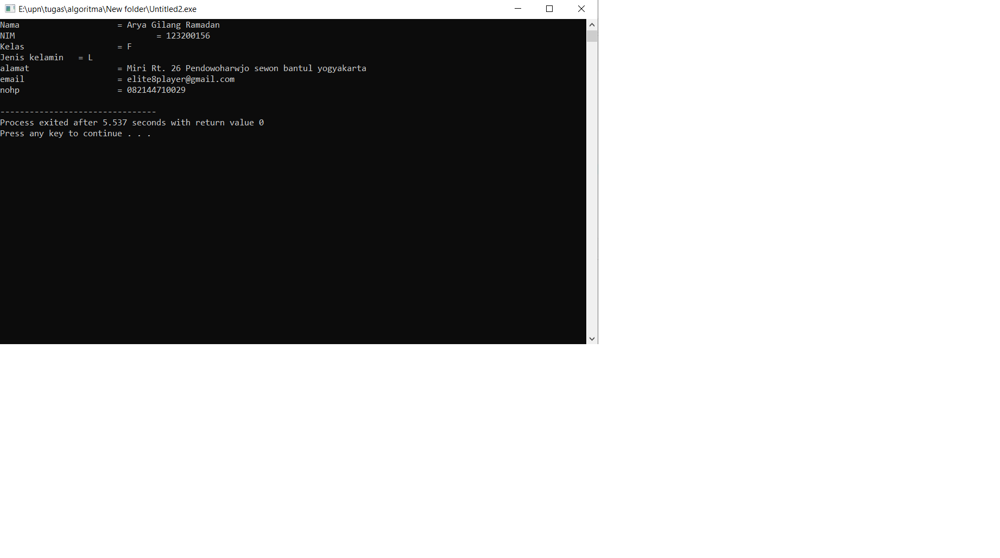 E:\upn\tugas\algoritma\New folder\Untitled2.exe
Nama = Arya Gilang Ramadan
NIM = 123200156
Kelas = F
Jenis kelamin = L
alamat = Miri Rt. 26 Pendowoharwjo sewon bantul yogyakarta
email = elite8player@gmail.com
nohp = 082144710029
--------------------------------
Process exited after 5.537 seconds with return value 0
Press any key to continue . . .